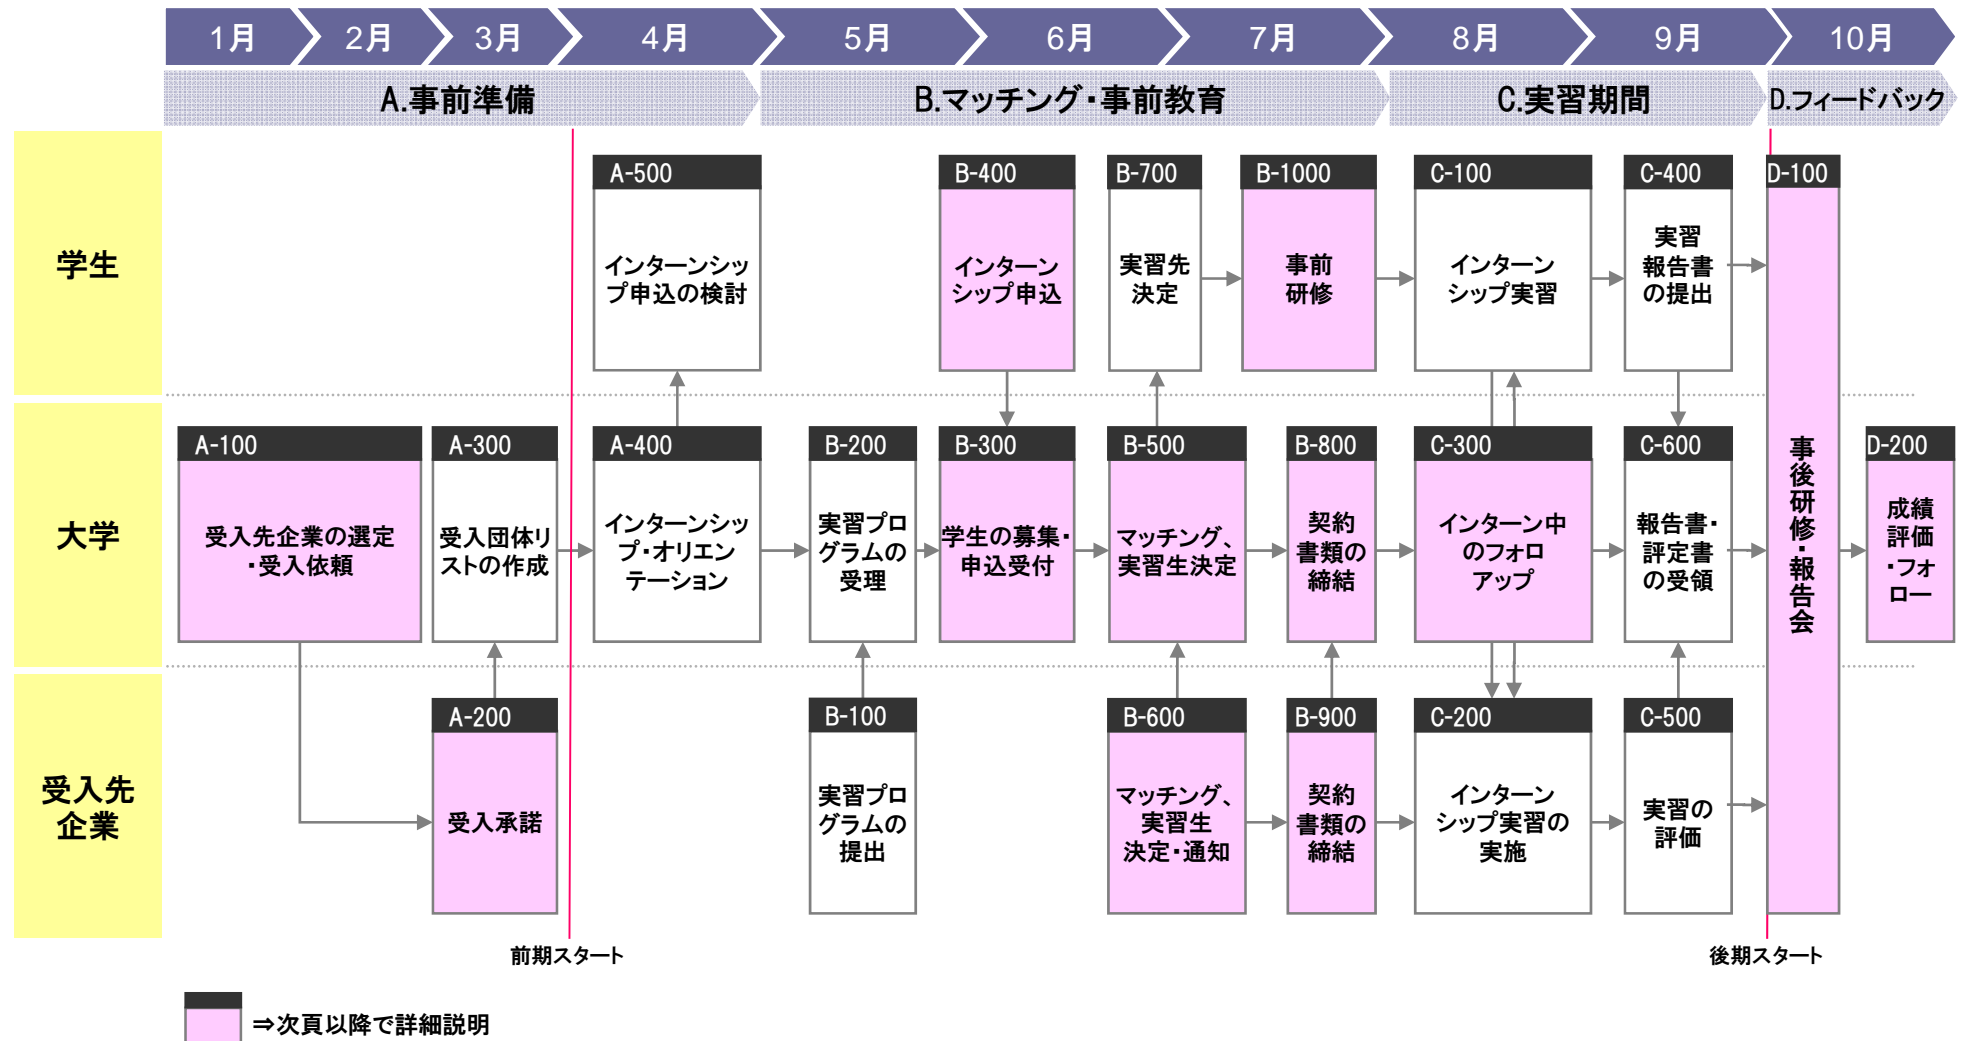 1月
2月
3月
4月
5月
6月
7月
8月
9月
10月
A.事前準備
B.マッチング・事前教育
C.実習期間
D.フィードバック
学生
A-500
インターンシッ
プ申込の検討
B-400
インターン
シップ申込
B-700
実習先
決定
B-1000
事前
研修
C-100
インターン
シップ実習
C-400
実習
報告書
の提出
D-100
事後研修・報告会
大学
A-100
受入先企業の選定
・受入依頼
A-300
受入団体リ
ストの作成
A-400
インターンシッ
プ・オリエン
テーション
B-200
実習プロ
グラムの
受理
B-300
学生の募集・
申込受付
B-500
マッチング、
実習生決定
B-800
契約
書類の
締結
C-300
インターン中
のフォロ
アップ
C-600
報告書・
評定書
の受領
D-200
成績
評価
・フォ
ロー
受入先
企業
A-200
受入承諾
B-100
実習プロ
グラムの
提出
B-600
マッチング、
実習生
決定・通知
B-900
契約
書類の
締結
C-200
インターン
シップ実習の
実施
C-500
実習の
評価
前期スタート
後期スタート
⇒次頁以降で詳細説明